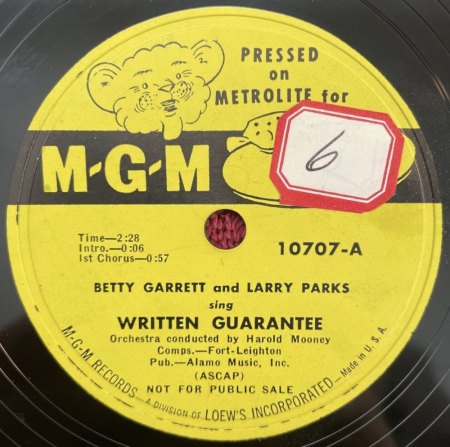 PRESSED
on
METROLITE for
6
M-G-M
Time—2:28
Intro.—0:06
1st Chorus—0:57
10707-A
BETTY GARRETT and LARRY PARKS
sing
WRITTEN GUARANTEE
Orchestra conducted by Harold Mooney
Comps.—Fort-Leighton
Pub.—Alamo Music, Inc.
(ASCAP)
NOT FOR PUBLIC SALE
M-G-M RECORDS—A DIVISION OF LOEW'S INCORPORATED—Made in U.S.A.